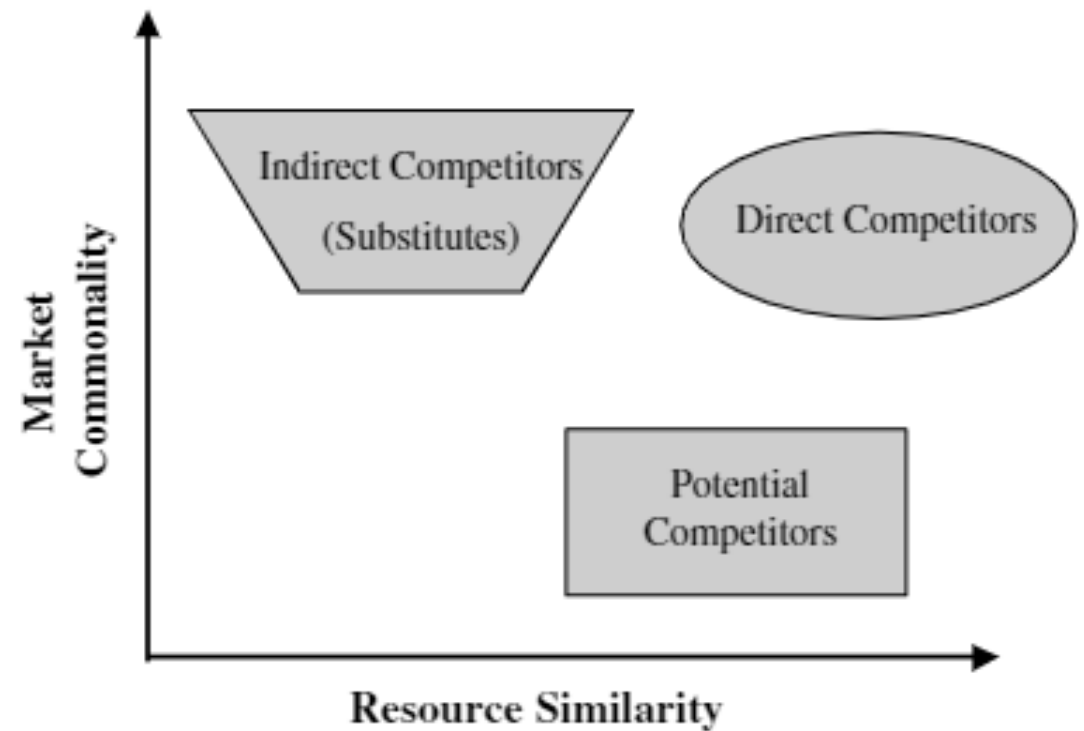 Indirect Competitors
(Substitutes)
Direct Competitors
Market
Commonality
Potential
Competitors
Resource Similarity